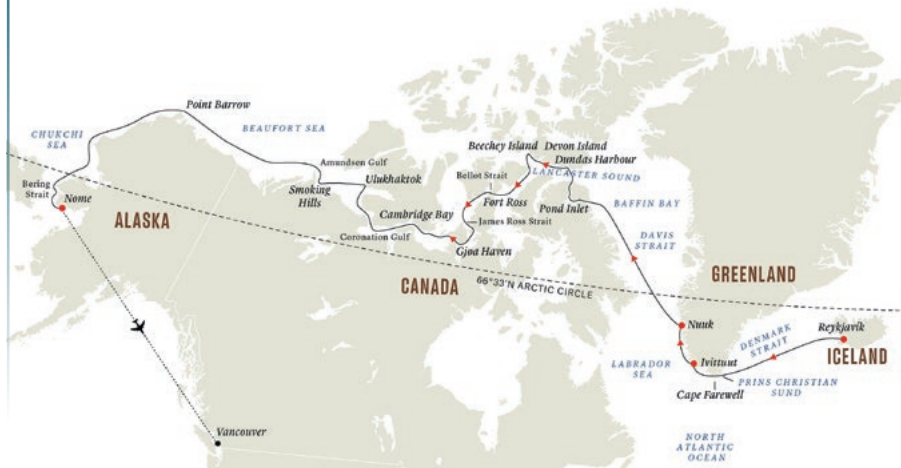 Point Barrow
CHUKCHI
SEA
BEAUFORT SEA
Beechey Island
Devon Island
Dundas Harbour
Amundsen Gulf
LANCASTER SOUND
Bellot Strait
Ulukhaktok
Bering
Strait
Nome
Smoking
Hills
Fort Ross
Pond Inlet
BAFFIN BAY
ALASKA
Cambridge Bay
James Ross Strait
Coronation Gulf
DAVIS
STRAIT
Gjøa Haven
GREENLAND
CANADA
66°33'N ARCTIC CIRCLE
Nuuk
Reykjavík
DENMARK
STRAIT
ICELAND
LABRADOR
SEA
Ivittuut
PRINS CHRISTIAN
SUND
Cape Farewell
Vancouver
NORTH
ATLANTIC
OCEAN